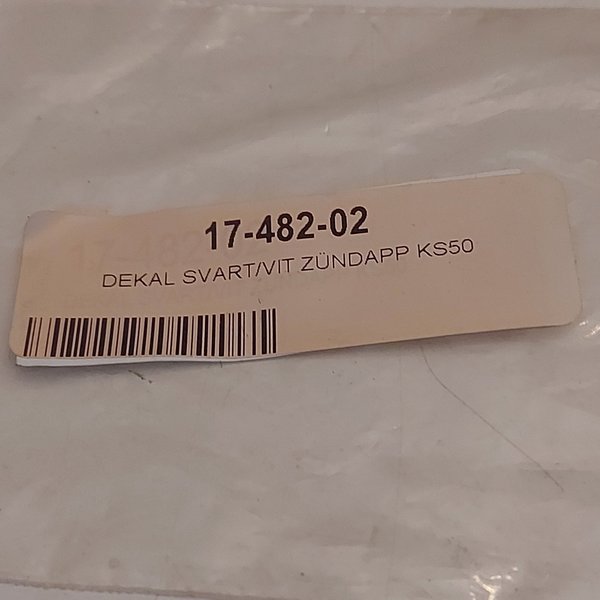 17-482-02
DEKAL SVART/VIT ZÜNDAPP KS50